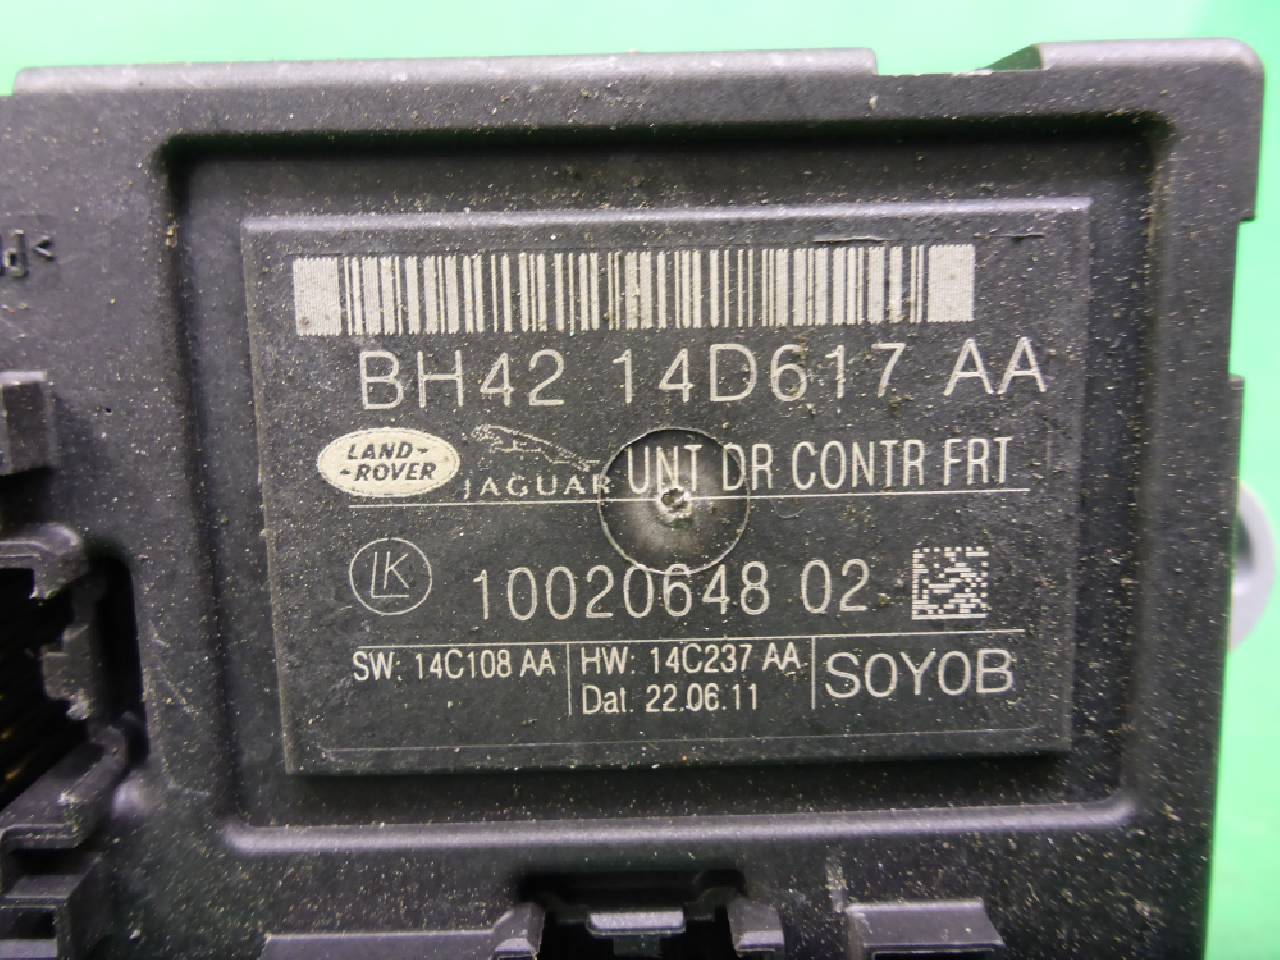 BH42 14D617 AA
LAND-
-ROVER
JAGUAR
UNT DR CONTR FRT
LK
10020648 02
SW: 14C108 AA
HW: 14C237 AA
Dat. 22.06.11
S0Y0B